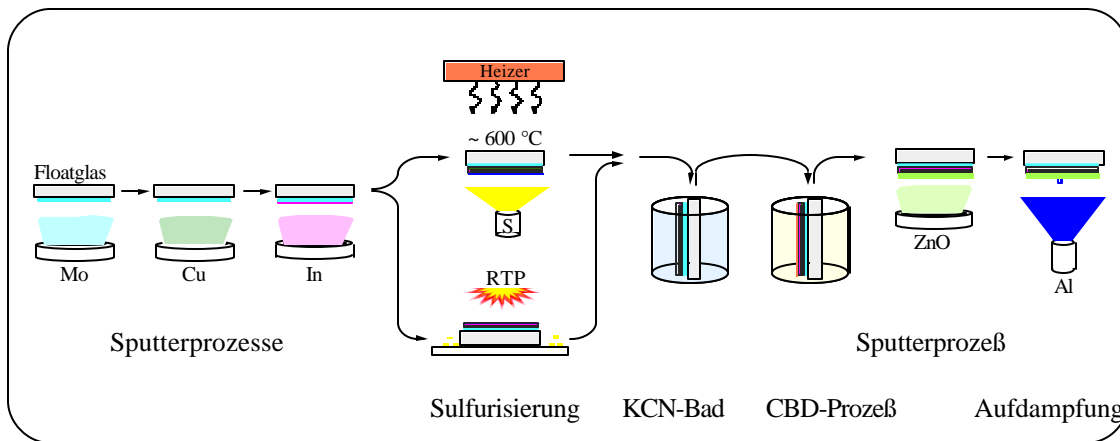 Heizer
~ 600 °C
Floatglas
S
ZnO
Mo
Cu
In
Al
RTP
Sputterprozesse
Sputterprozeß
Sulfurisierung
KCN-Bad
CBD-Prozeß
Aufdampfung